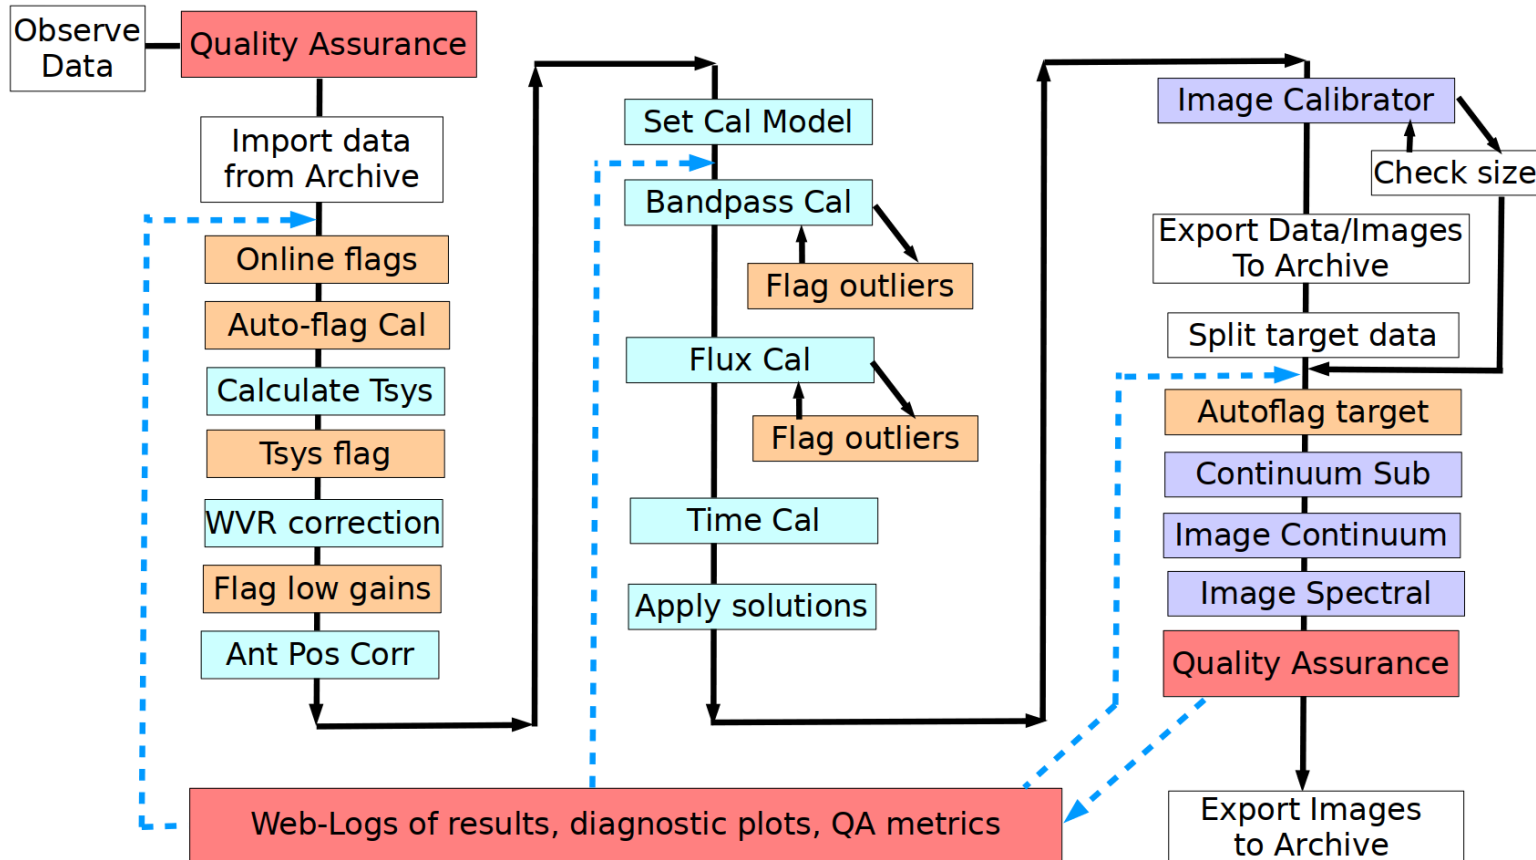 Observe
Data
Quality Assurance
Import data
from Archive
Online flags
Auto-flag Cal
Calculate Tsys
Tsys flag
WVR correction
Flag low gains
Ant Pos Corr
Set Cal Model
Bandpass Cal
Flag outliers
Flux Cal
Flag outliers
Time Cal
Apply solutions
Image Calibrator
Check size
Export Data/Images
To Archive
Split target data
Autoflag target
Continuum Sub
Image Continuum
Image Spectral
Quality Assurance
Export Images
to Archive
Web-Logs of results, diagnostic plots, QA metrics